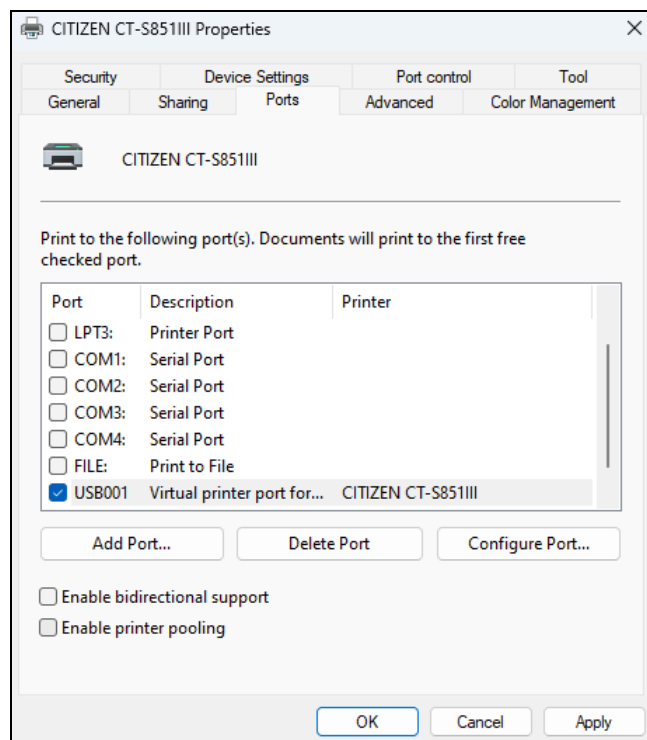 CITIZEN CT-S851III Properties
Security Device Settings Port control Tool
General Sharing Ports Advanced Color Management
CITIZEN CT-S851III
Print to the following port(s). Documents will print to the first free
checked port.
Port Description Printer
LPT3: Printer Port
COM1: Serial Port
COM2: Serial Port
COM3: Serial Port
COM4: Serial Port
FILE: Print to File
USB001 Virtual printer port for... CITIZEN CT-S851III
Add Port... Delete Port Configure Port...
Enable bidirectional support
Enable printer pooling
OK Cancel Apply